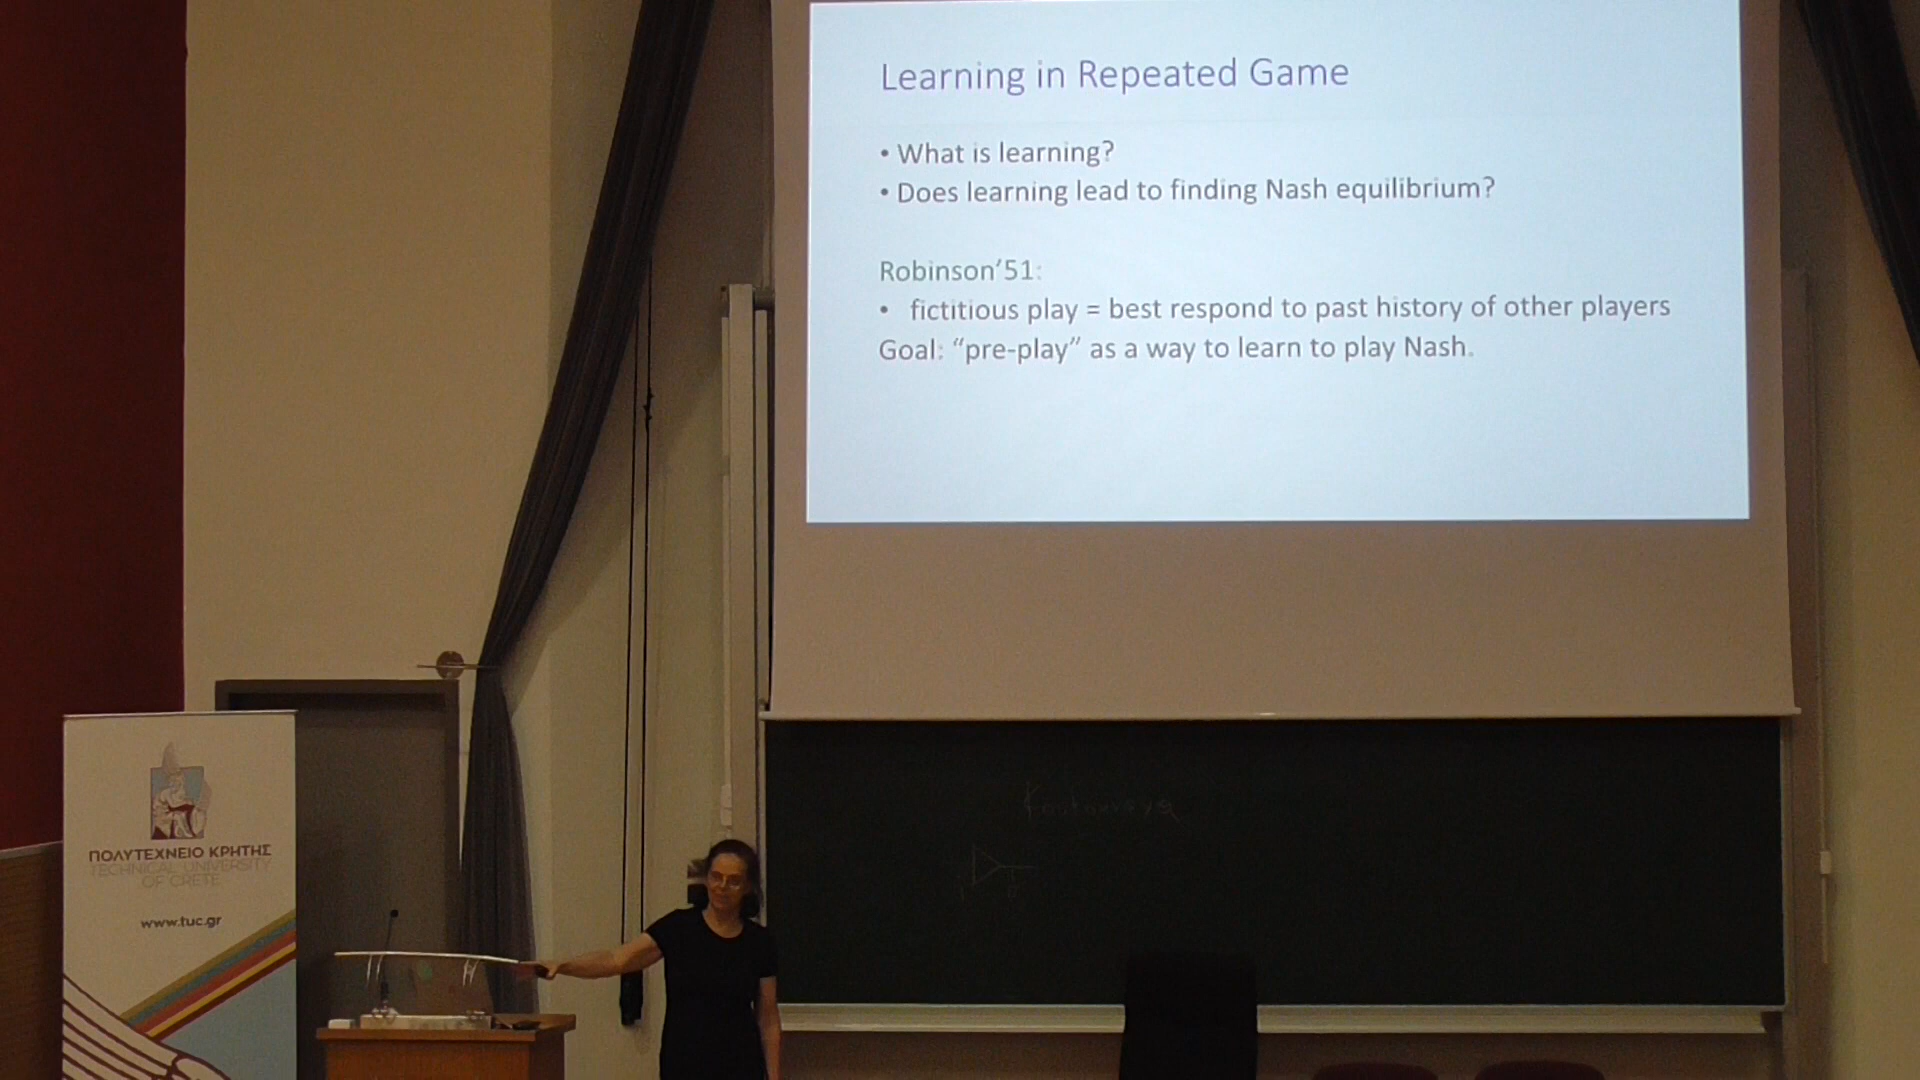 Learning in Repeated Game
• What is learning?
• Does learning lead to finding Nash equilibrium?
Robinson’51:
• fictitious play = best respond to past history of other players
Goal: “pre-play” as a way to learn to play Nash.
ΠΟΛΥΤΕΧΝΕΙΟ ΚΡΗΤΗΣ
TECHNICAL UNIVERSITY
OF CRETE
www.tuc.gr